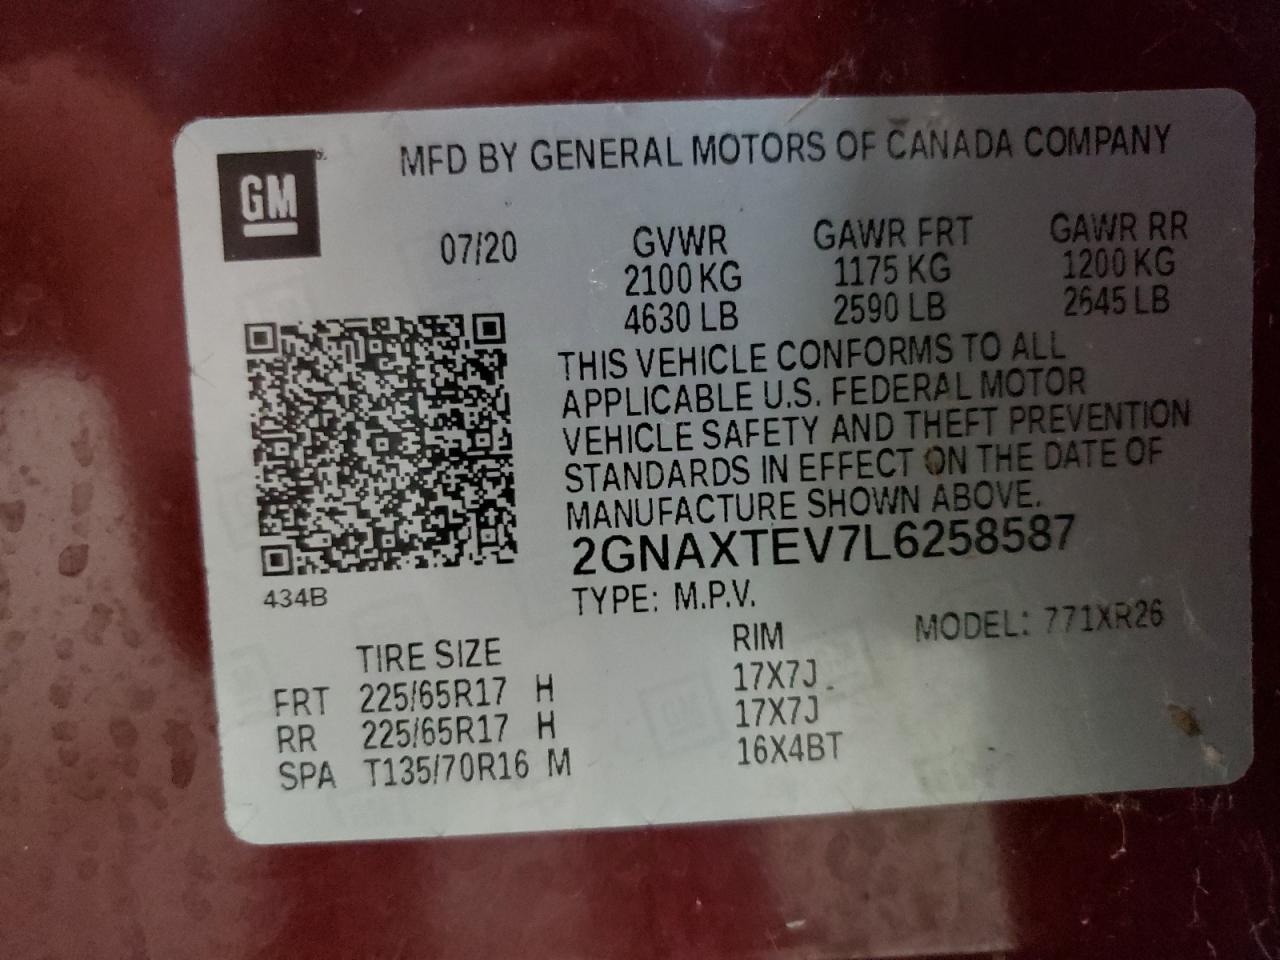 GM
MFD BY GENERAL MOTORS OF CANADA COMPANY
07/20 GVWR GAWR FRT GAWR RR
2100 KG 1175 KG 1200 KG
4630 LB 2590 LB 2645 LB
THIS VEHICLE CONFORMS TO ALL
APPLICABLE U.S. FEDERAL MOTOR
VEHICLE SAFETY AND THEFT PREVENTION
STANDARDS IN EFFECT ON THE DATE OF
MANUFACTURE SHOWN ABOVE.
2GNAXTEV7L6258587
434B
TYPE: M.P.V. MODEL: 771XR26
TIRE SIZE RIM
FRT 225/65R17 H 17X7J
RR 225/65R17 H 17X7J
SPA T135/70R16 M 16X4BT